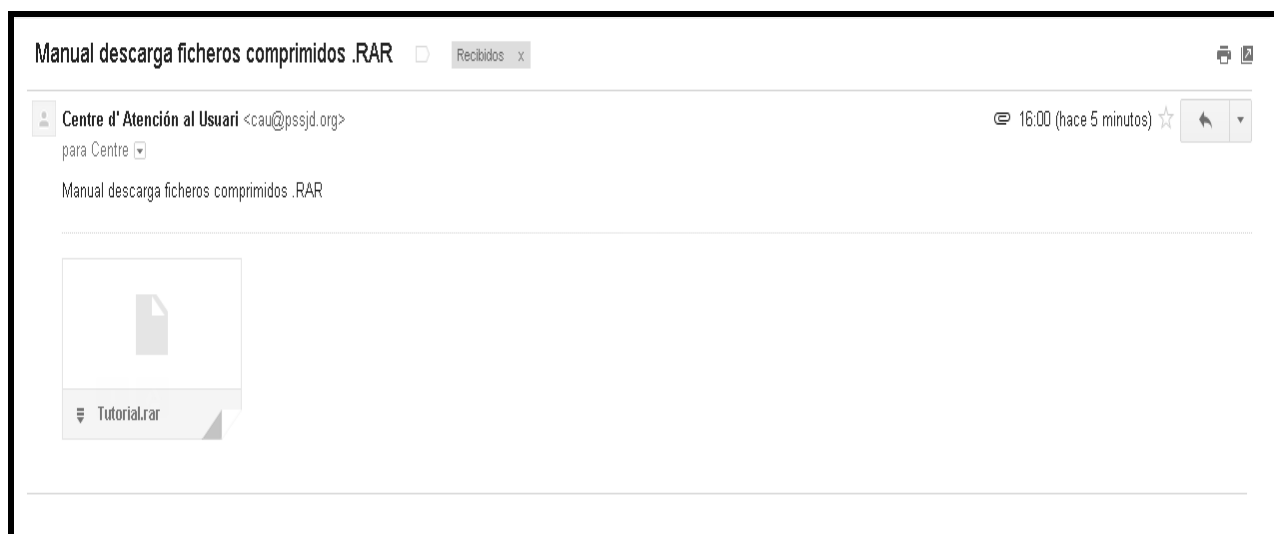 Manual descarga ficheros comprimidos .RAR Recibidos x
Centre d' Atención al Usuari <cau@pssjd.org> 16:00 (hace 5 minutos)
para Centre
Manual descarga ficheros comprimidos .RAR
Tutorial.rar